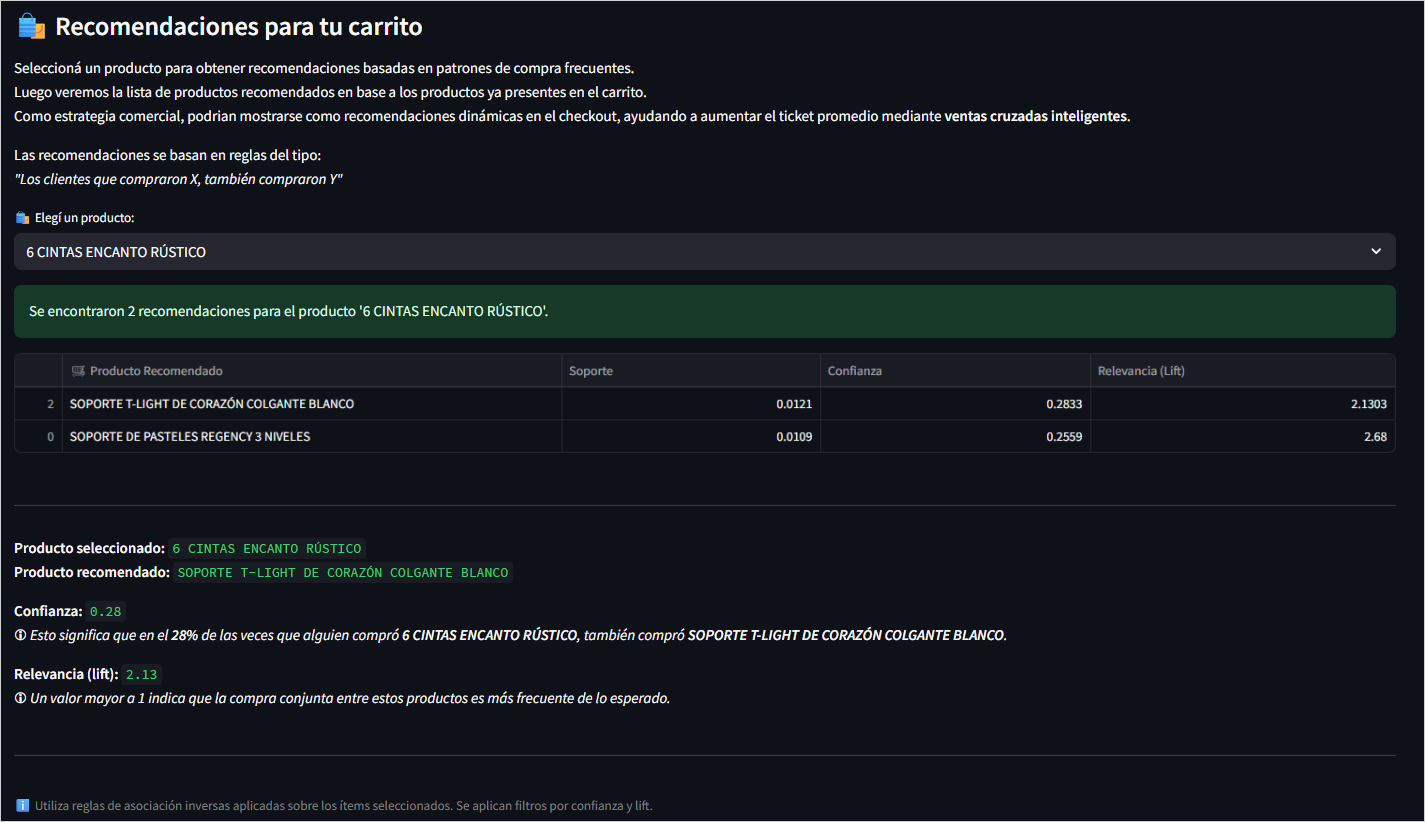 Recomendaciones para tu carrito
Seleccioná un producto para obtener recomendaciones basadas en patrones de compra frecuentes.
Luego veremos la lista de productos recomendados en base a los productos ya presentes en el carrito.
Como estrategia comercial, podrian mostrarse como recomendaciones dinámicas en el checkout, ayudando a aumentar el ticket promedio mediante ventas cruzadas inteligentes.
Las recomendaciones se basan en reglas del tipo:
"Los clientes que compraron X, también compraron Y"
Elegí un producto:
6 CINTAS ENCANTO RÚSTICO
Se encontraron 2 recomendaciones para el producto '6 CINTAS ENCANTO RÚSTICO'.
Producto Recomendado Soporte Confianza Relevancia (Lift)
2 SOPORTE T-LIGHT DE CORAZÓN COLGANTE BLANCO 0.0121 0.2833 2.1303
0 SOPORTE DE PASTELES REGENCY 3 NIVELES 0.0109 0.2559 2.68
Producto seleccionado: 6 CINTAS ENCANTO RÚSTICO
Producto recomendado: SOPORTE T-LIGHT DE CORAZÓN COLGANTE BLANCO
Confianza: 0.28
🛈 Esto significa que en el 28% de las veces que alguien compró 6 CINTAS ENCANTO RÚSTICO, también compró SOPORTE T-LIGHT DE CORAZÓN COLGANTE BLANCO.
Relevancia (lift): 2.13
🛈 Un valor mayor a 1 indica que la compra conjunta entre estos productos es más frecuente de lo esperado.
ℹ️ Utiliza reglas de asociación inversas aplicadas sobre los ítems seleccionados. Se aplican filtros por confianza y lift.